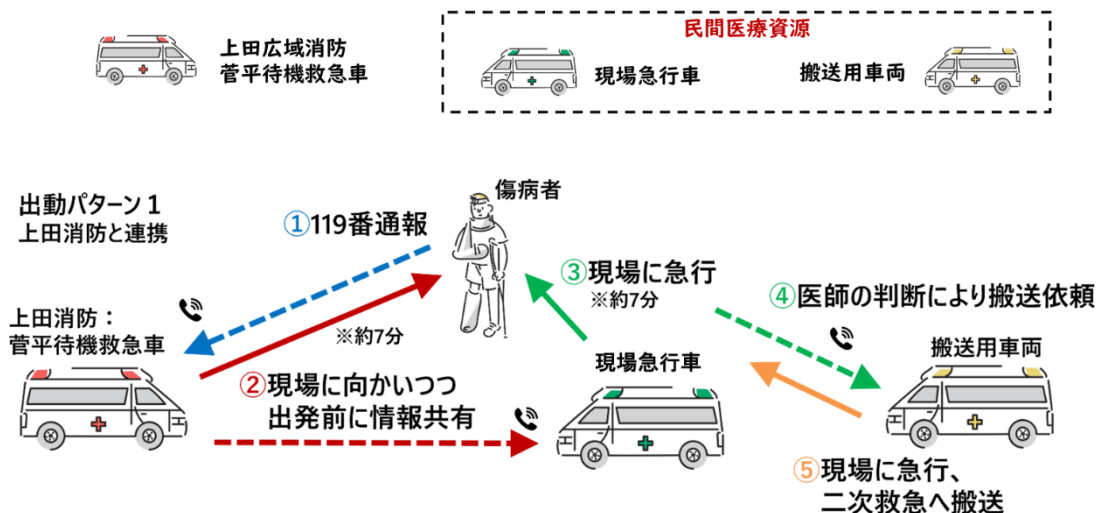 民間医療資源
上田広域消防
菅平待機救急車
現場急行車
搬送用車両
出動パターン１
上田消防と連携
傷病者
①119番通報
③現場に急行
※約7分
④医師の判断により搬送依頼
上田消防：
菅平待機救急車
※約7分
②現場に向かいつつ
出発前に情報共有
現場急行車
搬送用車両
⑤現場に急行、
二次救急へ搬送